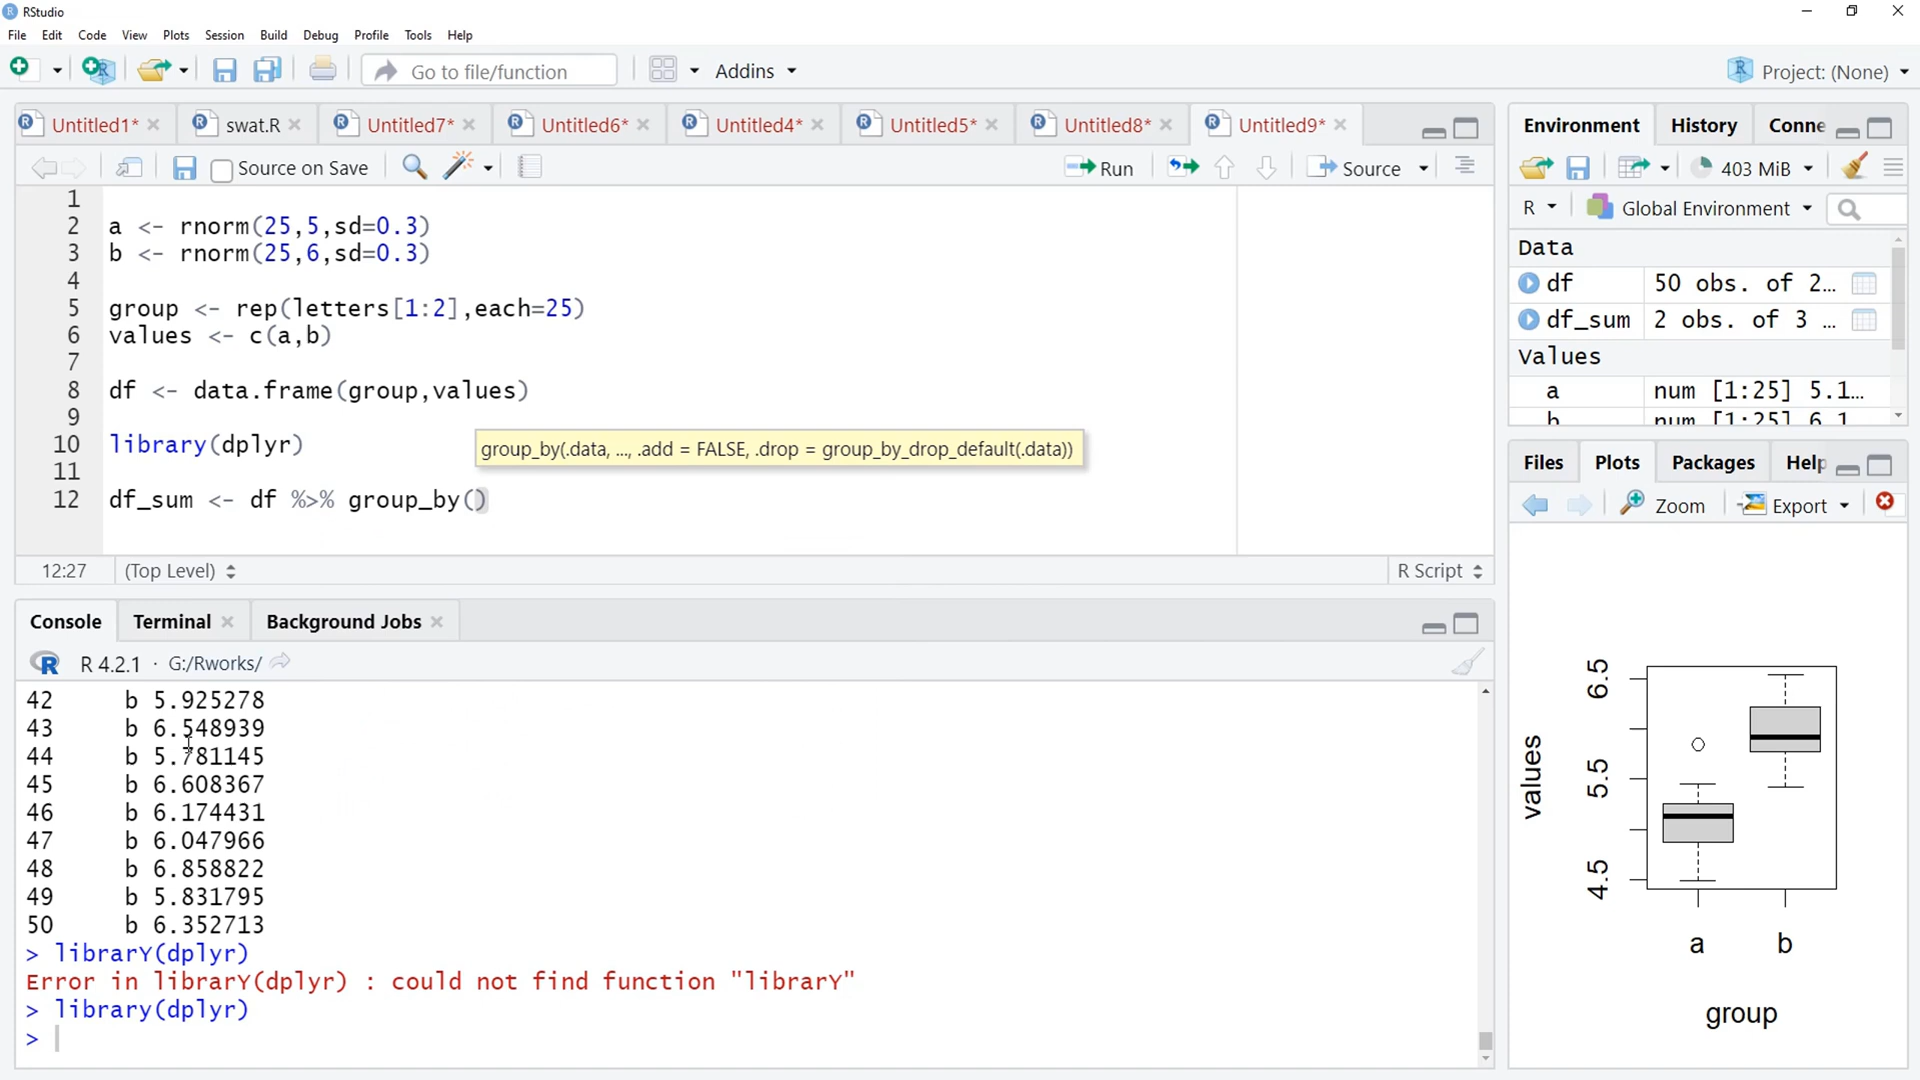 RStudio
File Edit Code View Plots Session Build Debug Profile Tools Help
Go to file/function Addins Project: (None)
Untitled1* swat.R Untitled7* Untitled6* Untitled4* Untitled5* Untitled8* Untitled9*
Source on Save Run Source
1
2 a <- rnorm(25,5,sd=0.3)
3 b <- rnorm(25,6,sd=0.3)
4
5 group <- rep(letters[1:2],each=25)
6 values <- c(a,b)
7
8 df <- data.frame(group,values)
9
10 library(dplyr)
group_by(.data, ..., .add = FALSE, .drop = group_by_drop_default(.data))
11
12 df_sum <- df %>% group_by()
12:27 (Top Level) R Script
Console Terminal Background Jobs
R 4.2.1 · G:/Rworks/
42 b 5.925278
43 b 6.548939
44 b 5.781145
45 b 6.608367
46 b 6.174431
47 b 6.047966
48 b 6.858822
49 b 5.831795
50 b 6.352713
> librarY(dplyr)
Error in librarY(dplyr) : could not find function "librarY"
> library(dplyr)
>
Environment History Conne
403 MiB
R Global Environment
Data
df 50 obs. of 2...
df_sum 2 obs. of 3 ...
Values
a num [1:25] 5.1...
b num [1:25] 6.1
Files Plots Packages Help
Zoom Export
values
6.5
5.5
4.5
a b
group